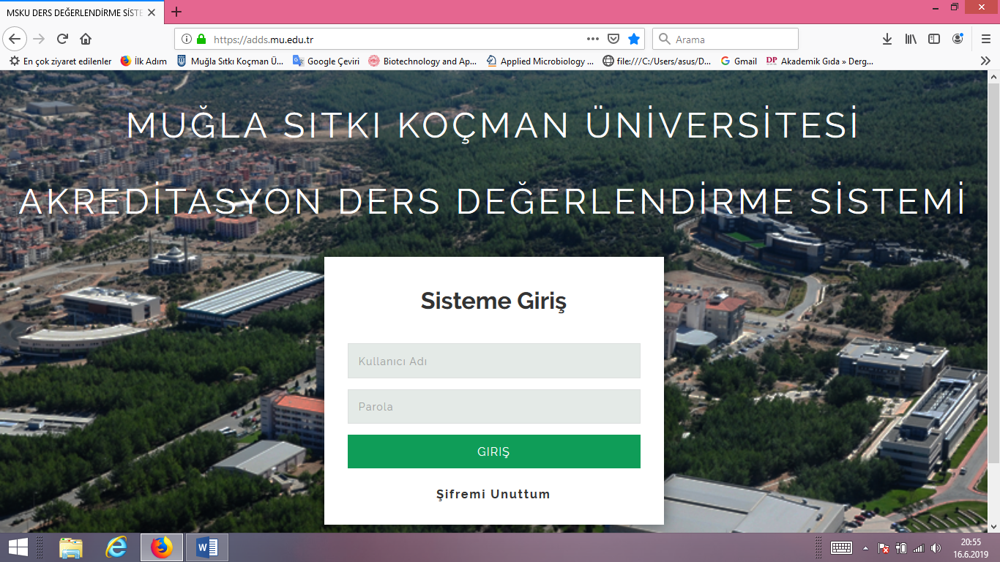 MSKU DERS DEĞERLENDİRME SİSTE
https://adds.mu.edu.tr
Arama
En çok ziyaret edilenler
İlk Adım
Muğla Sıtkı Koçman Ü...
Google Çeviri
Biotechnology and Ap...
Applied Microbiology ...
file:///C:/Users/asus/D...
Gmail
DP Akademik Gıda » Derg...
MUĞLA SITKI KOÇMAN ÜNİVERSİTESİ
AKREDİTASYON DERS DEĞERLENDİRME SİSTEMİ
Sisteme Giriş
Kullanıcı Adı
Parola
GIRIŞ
Şifremi Unuttum
20:55
16.6.2019